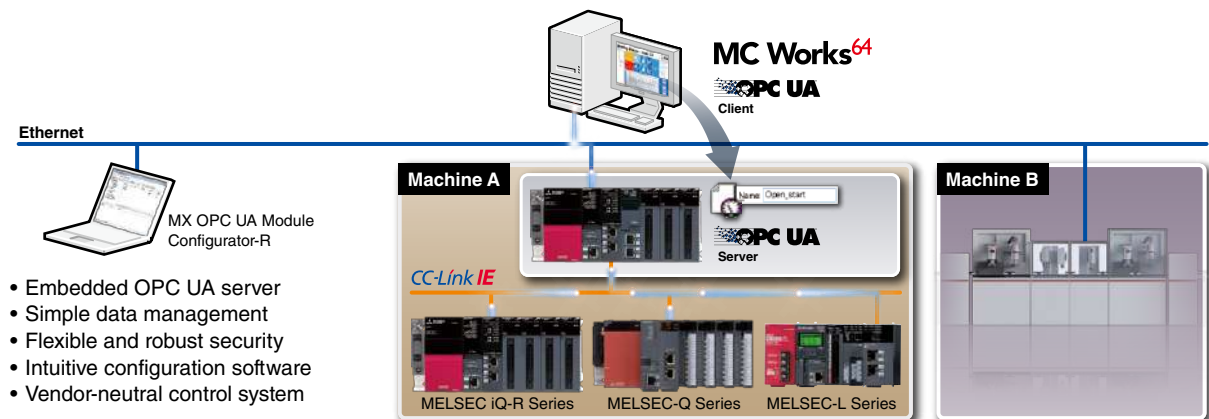 MC Works64
OPC UA
Client
Ethernet
MX OPC UA Module
Configurator-R
• Embedded OPC UA server
• Simple data management
• Flexible and robust security
• Intuitive configuration software
• Vendor-neutral control system
Machine A
Name: Open_start
OPC UA
Server
CC-Link IE
MELSEC iQ-R Series
MELSEC-Q Series
MELSEC-L Series
Machine B